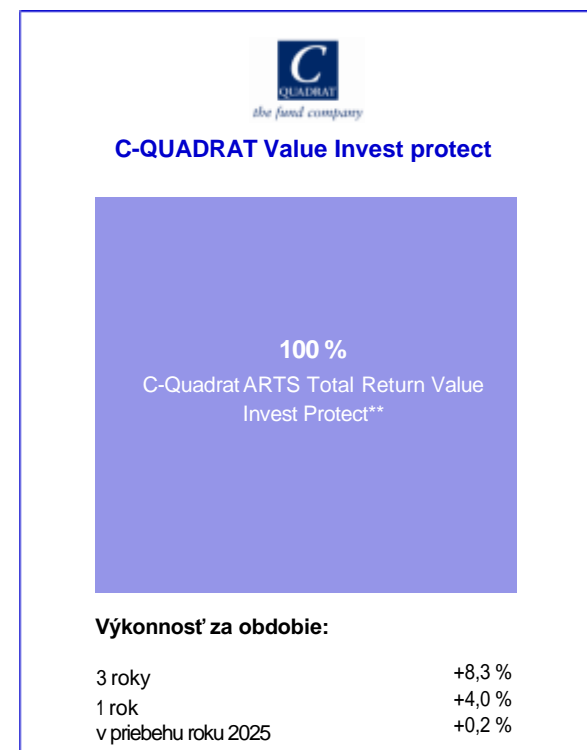 C
QUADRAT
the fund company
C-QUADRAT Value Invest protect
100 %
C-Quadrat ARTS Total Return Value
Invest Protect**
Výkonnosť za obdobie:
3 roky +8,3 %
1 rok +4,0 %
v priebehu roku 2025 +0,2 %